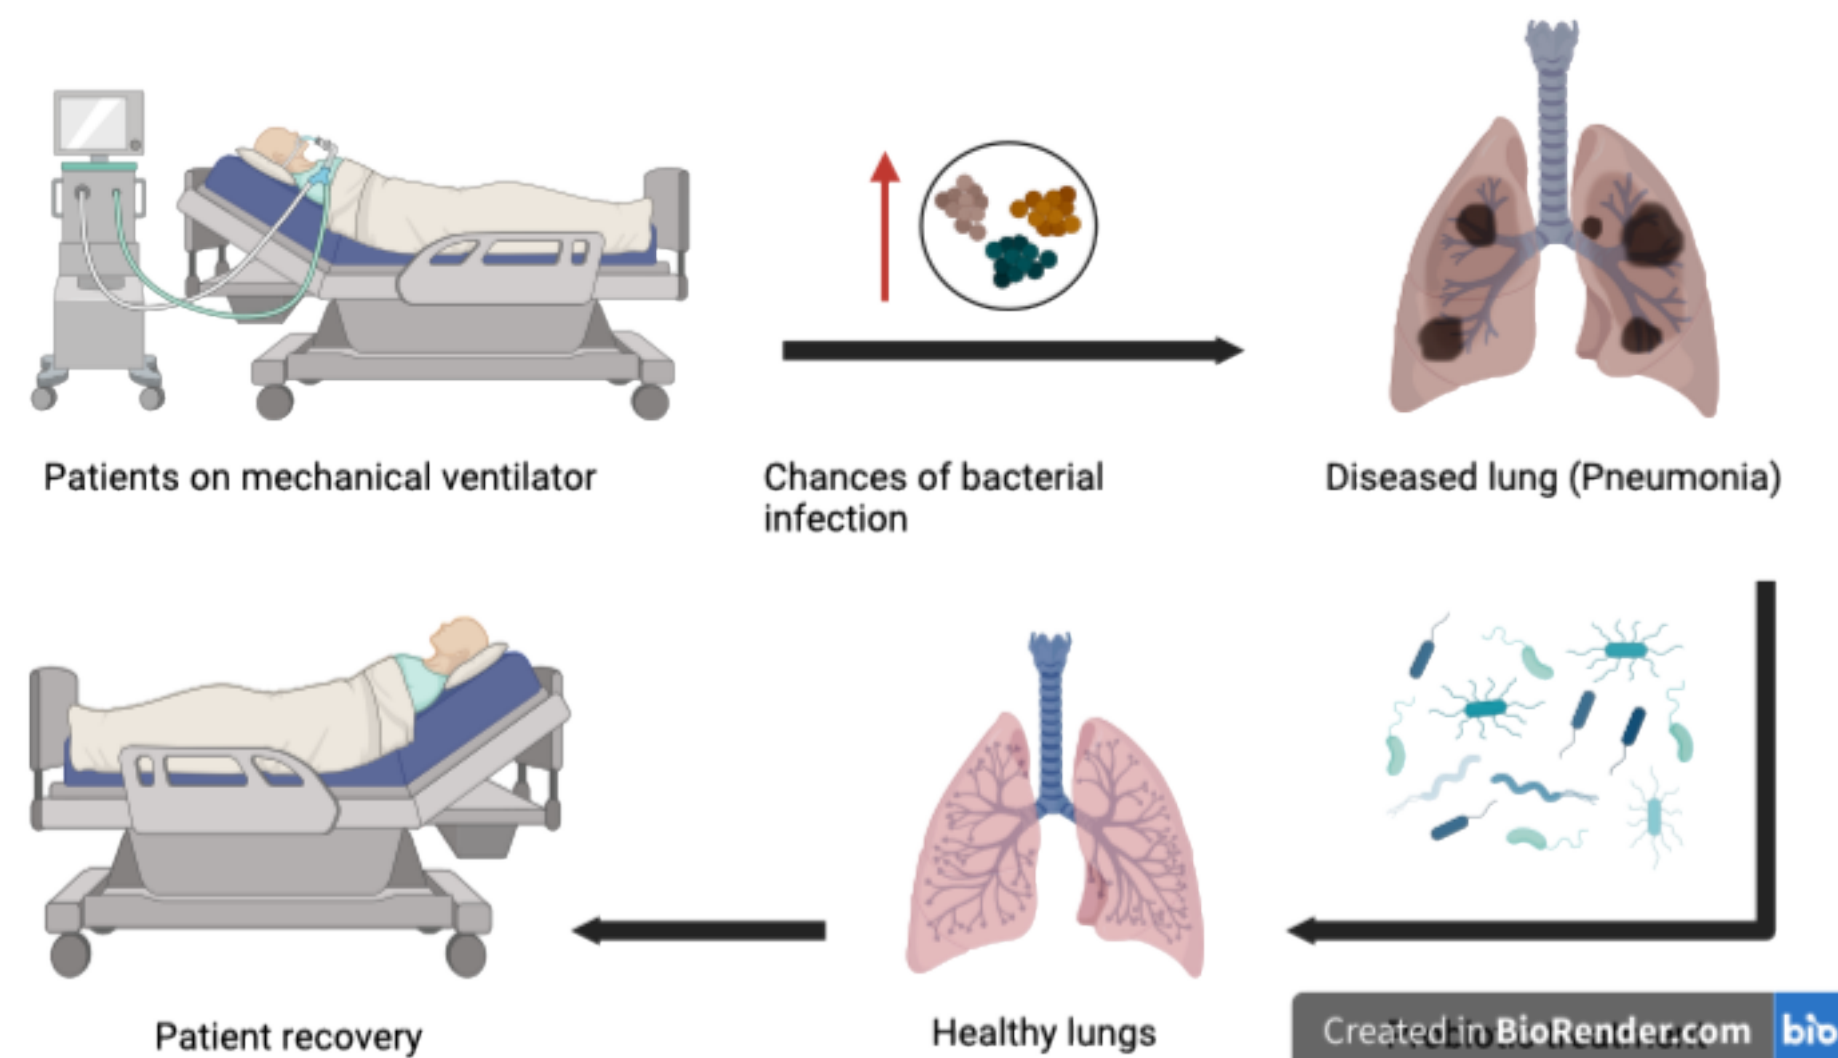 Patients on mechanical ventilator
Chances of bacterial
infection
Diseased lung (Pneumonia)
Patient recovery
Healthy lungs
Created in BioRender.com
bio